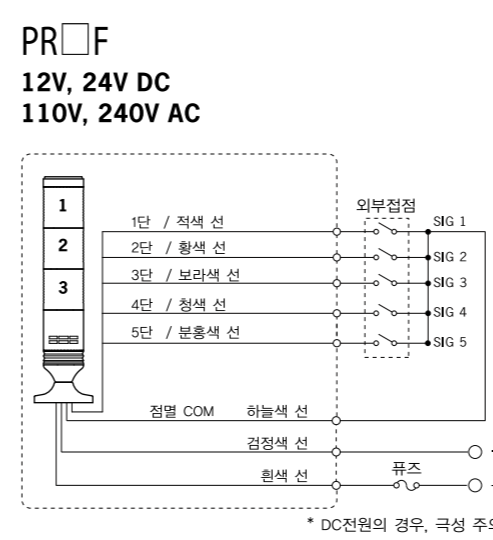 PR□F
12V, 24V DC
110V, 240V AC
1
2
3
외부접점
1단 / 적색 선
SIG 1
2단 / 황색 선
SIG 2
3단 / 보라색 선
SIG 3
4단 / 청색 선
SIG 4
5단 / 분홍색 선
SIG 5
점멸 COM 하늘색 선
검정색 선
흰색 선
퓨즈
* DC전원의 경우, 극성